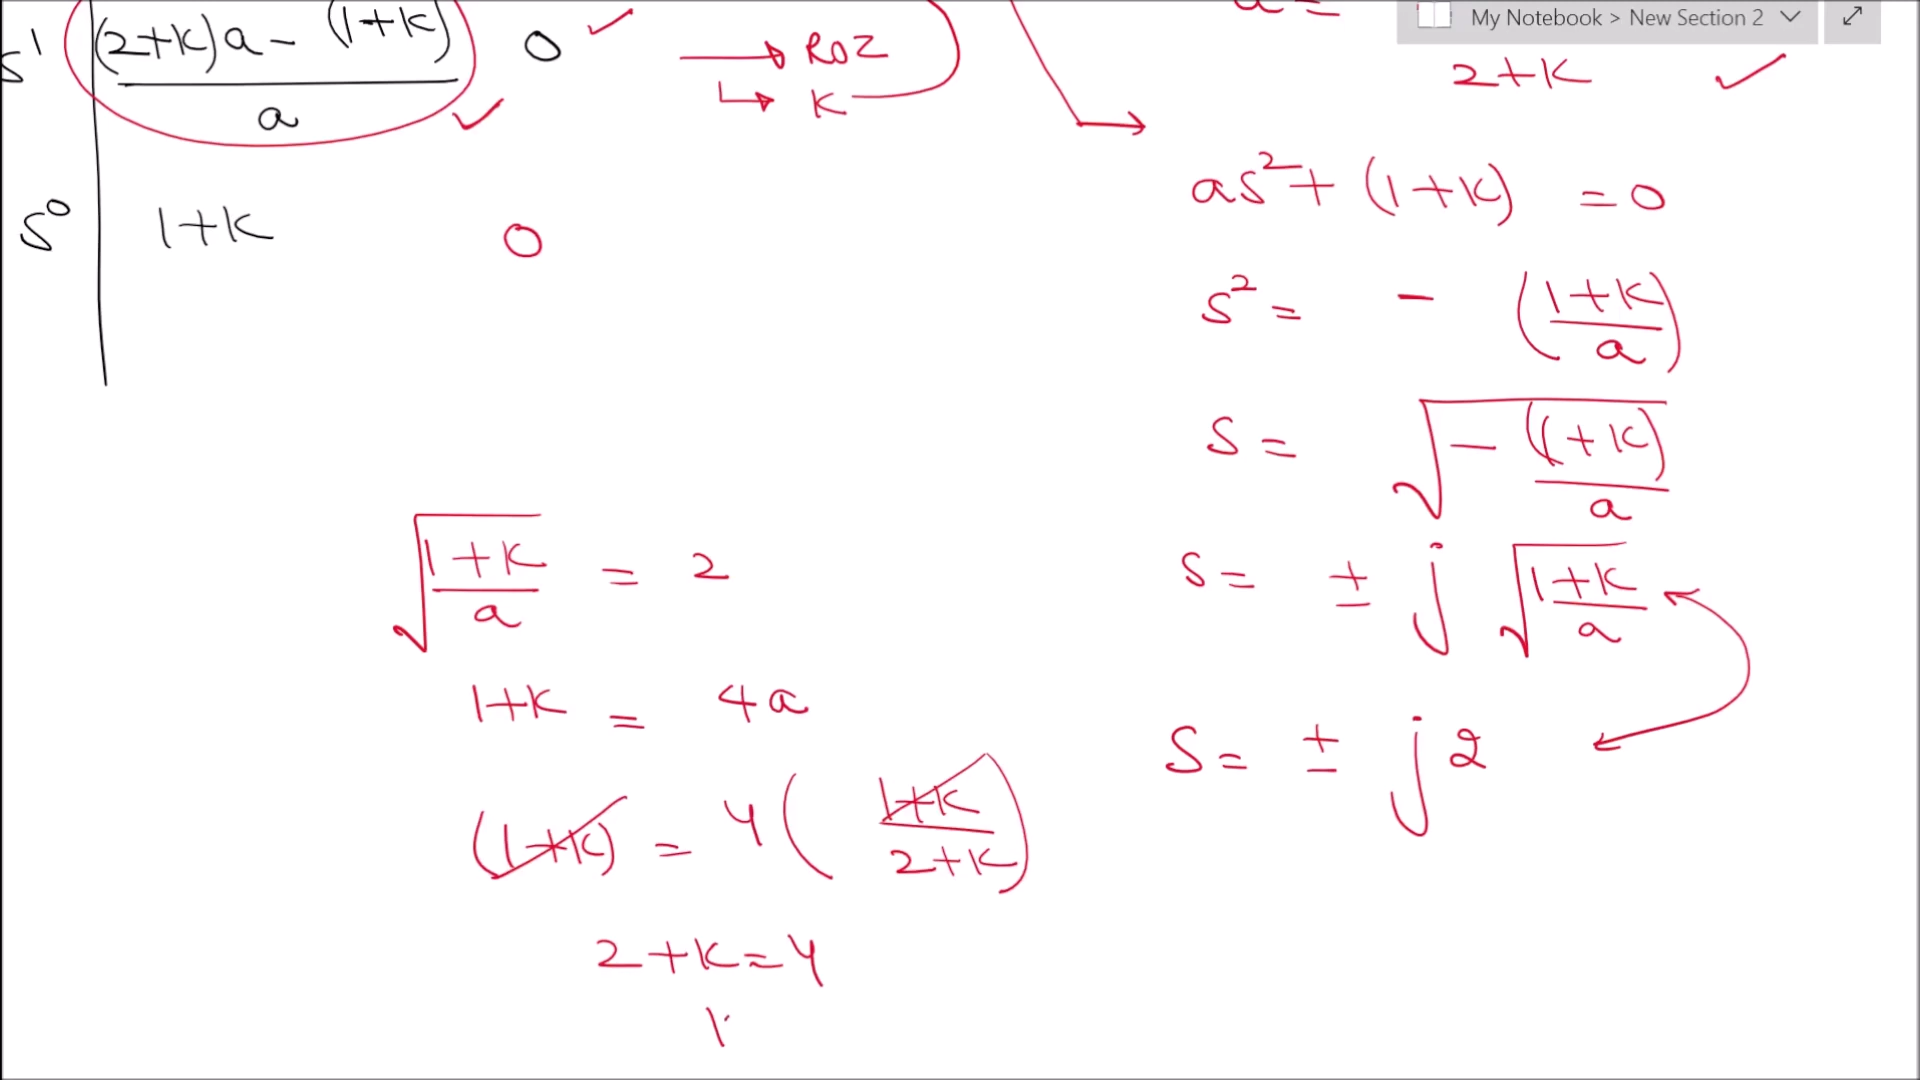 My Notebook > New Section 2
a =
2+K ✓
s¹ | ((2+K)a - (1+K))/a ✓ 0 ✓ → ROZ
↳ K
s⁰ | 1+K 0
as² + (1+K) = 0
s² = - ((1+K)/a)
s = √(-(1+K)/a)
s = ± j √((1+K)/a)
s = ± j2
√((1+K)/a) = 2
1+K = 4a
(1+K) = 4((1+K)/(2+K))
2+K=4